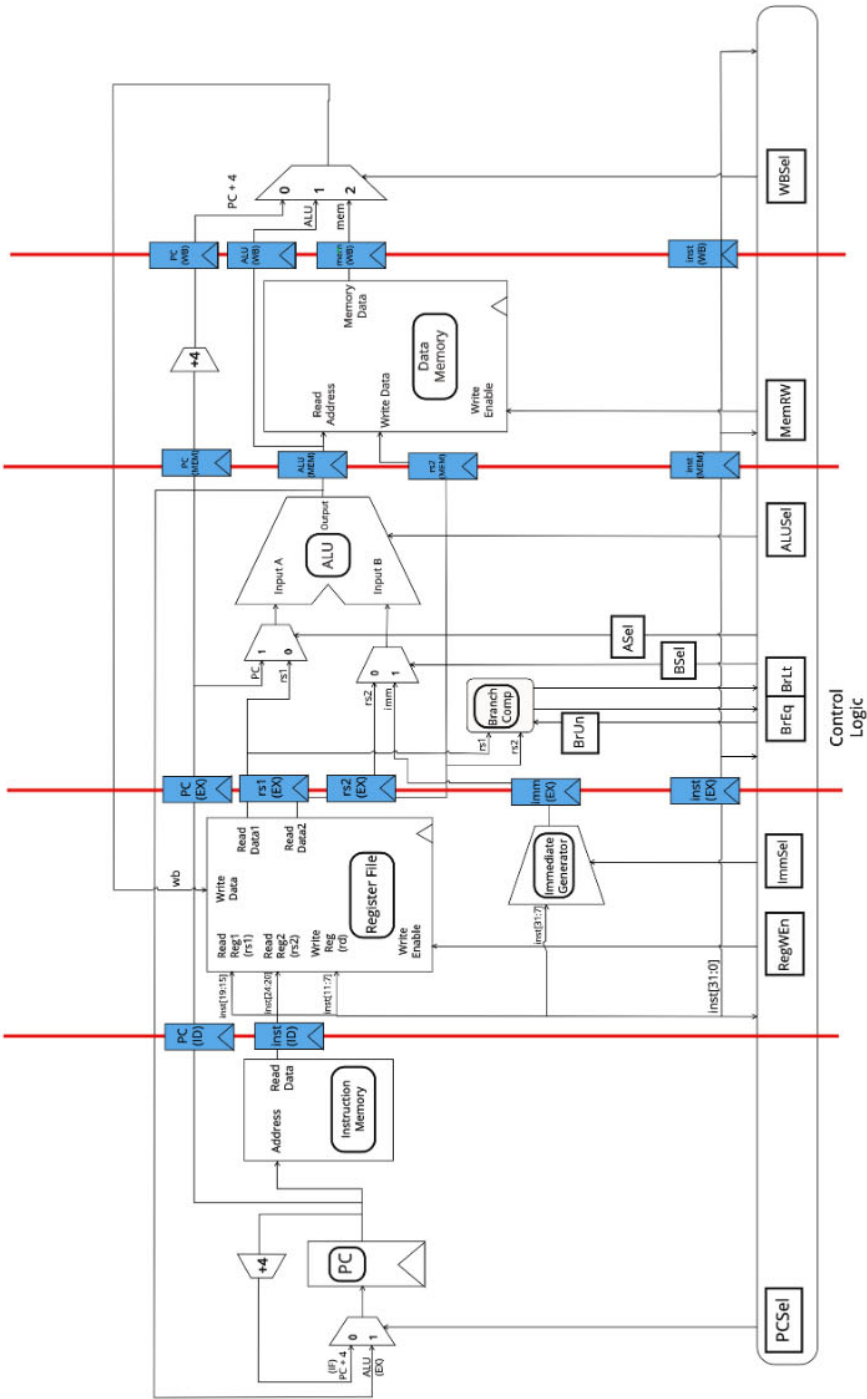 PC + 4
0
ALU
1
mem
2
WBSel
PC
(WB)
ALU
(WB)
mem
(WB)
inst
(WB)
+4
Memory
Data
Data
Memory
Read
Address
Write Data
Write
Enable
MemRW
PC
(MEM)
ALU
(MEM)
rs2
(MEM)
inst
(MEM)
Output
ALU
Input A
Input B
ALUSel
PC
1
rs1
0
rs2
0
imm
1
ASel
BSel
Branch
Comp
rs1
rs2
BrUn
BrLt
BrEq
PC
(EX)
rs1
(EX)
rs2
(EX)
imm
(EX)
inst
(EX)
wb
Read
Data1
Read
Data2
Write
Data
Register File
Read
Reg1
(rs1)
Read
Reg2
(rs2)
Write
Reg
(rd)
Write
Enable
inst[19:15]
inst[24:20]
inst[11:7]
Immediate
Generator
inst[31:7]
inst[31:0]
ImmSel
RegWEn
PC
(ID)
inst
(ID)
Read
Data
Address
Instruction
Memory
+4
PC
(IF)
PC + 4
0
ALU
(EX)
1
PCSel
Control
Logic